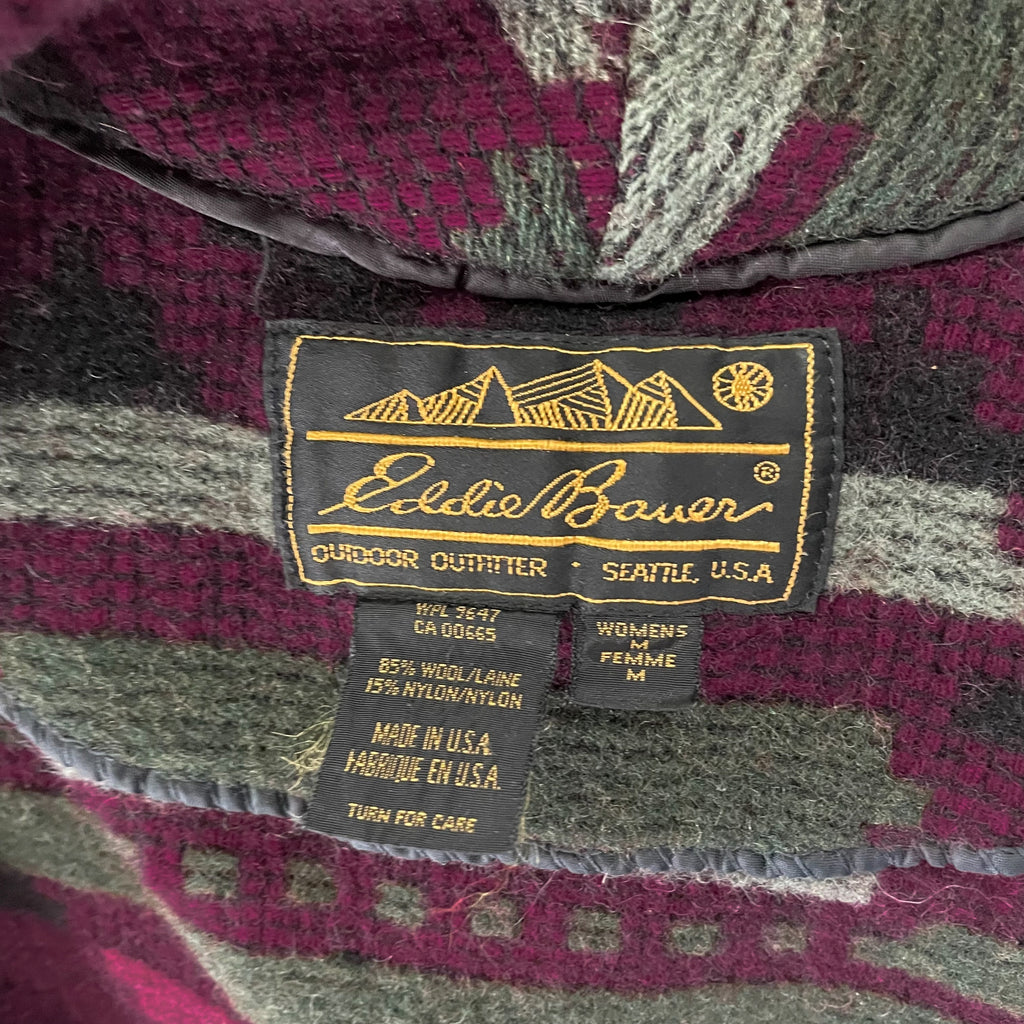 Eddie Bauer®
OUTDOOR OUTFITTER · SEATTLE, U.S.A
WPL 9647
CA 00665
85% WOOL/LAINE
15% NYLON/NYLON
MADE IN U.S.A.
FABRIQUE EN U.S.A.
TURN FOR CARE
WOMENS
M
FEMME
M